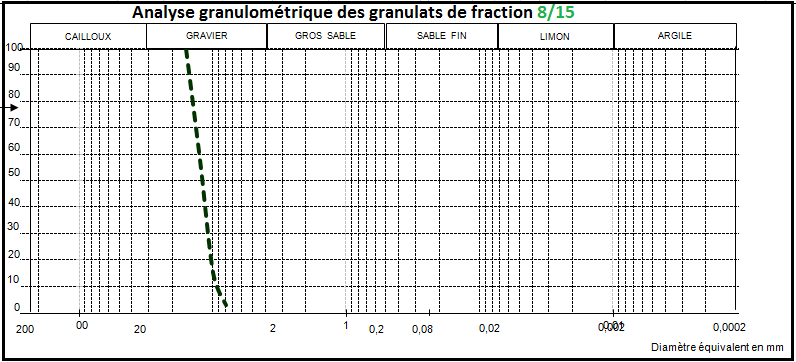 Analyse granulométrique des granulats de fraction 8/15
CAILLOUX GRAVIER GROS SABLE SABLE FIN LIMON ARGILE
100
90
80
70
60
50
40
30
20
10
0
200 00 20 2 1 0,2 0,08 0,02 0,002 0,01 0,0002
Diamètre équivalent en mm